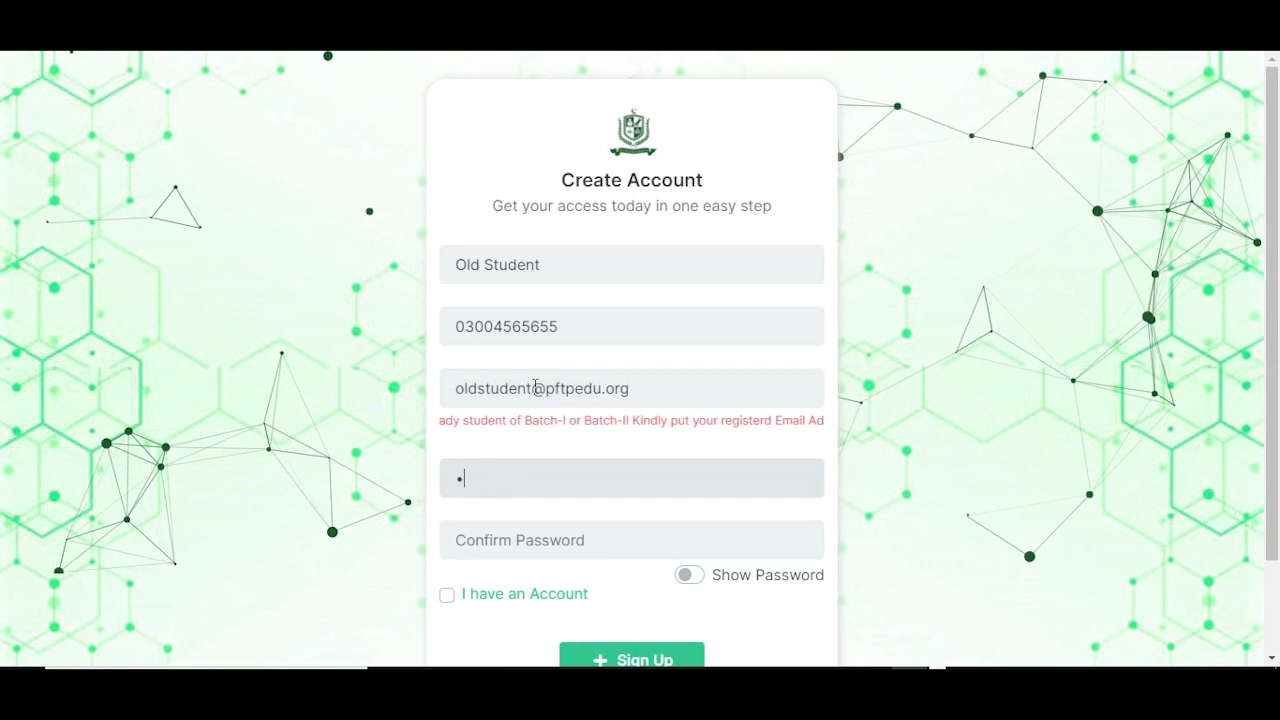 Create Account
Get your access today in one easy step
Old Student
03004565655
oldstudent@pftpedu.org
ady student of Batch-I or Batch-II Kindly put your registerd Email Ad
•
Confirm Password
Show Password
I have an Account
+ Sign Up